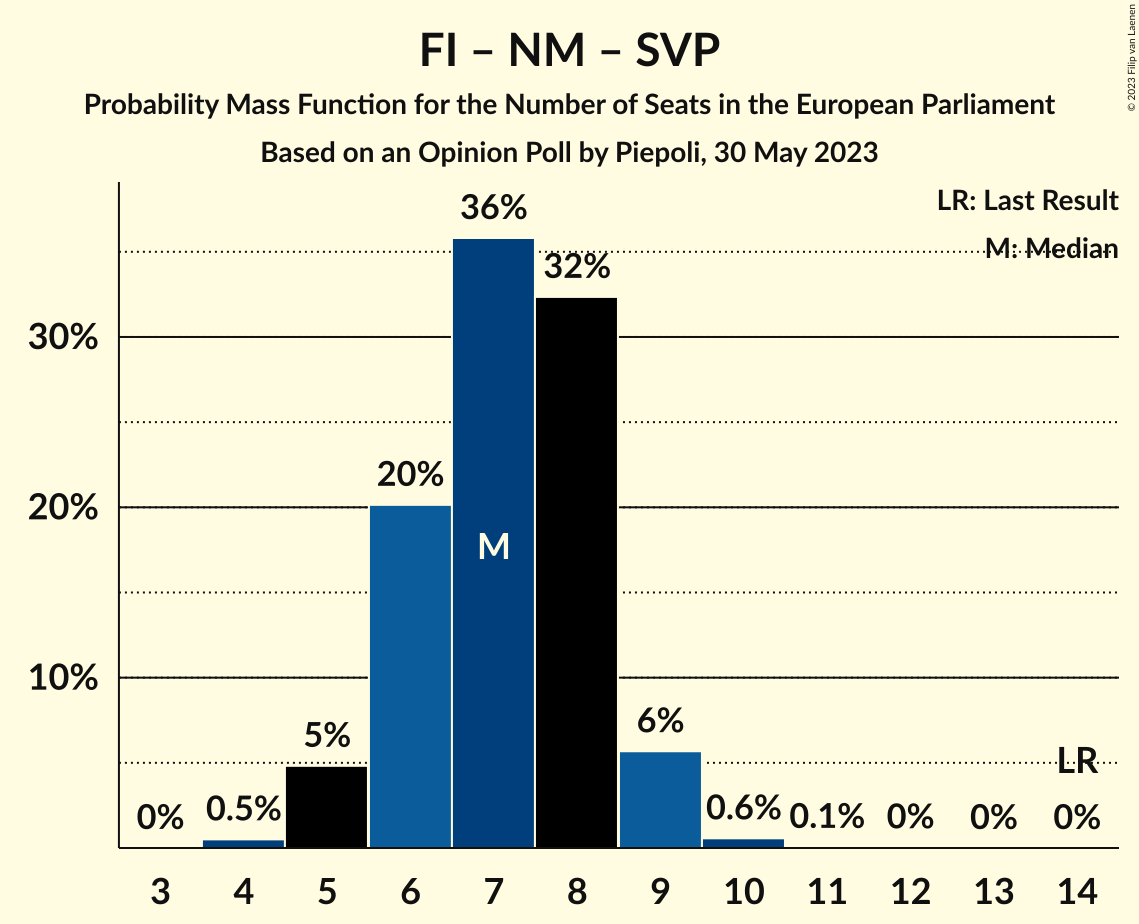 FI – NM – SVP
Probability Mass Function for the Number of Seats in the European Parliament
Based on an Opinion Poll by Piepoli, 30 May 2023
© 2023 Filip van Laenen
LR: Last Result
M: Median
36%
32%
30%
20%
M
20%
10%
6%
5%
LR
0%
0.5%
0.6%
0.1%
0%
0%
0%
3 4 5 6 7 8 9 10 11 12 13 14